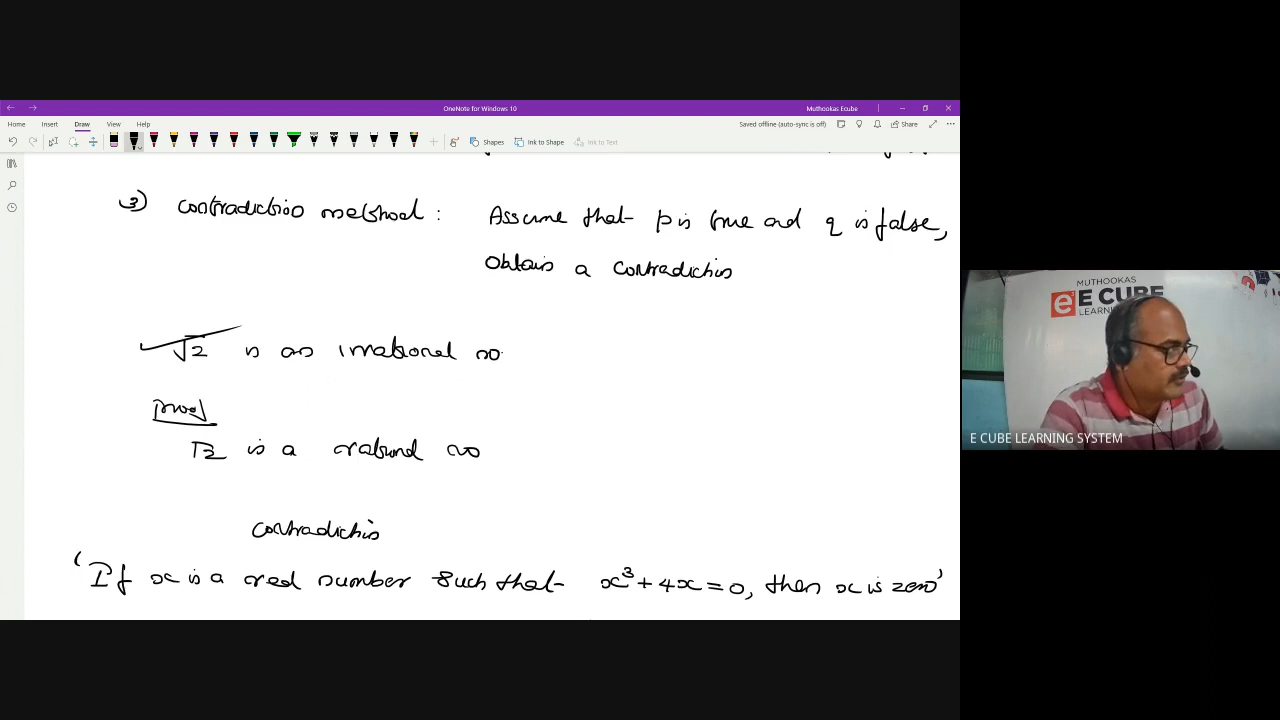 OneNote for Windows 10
Muthookas Ecube
Home Insert Draw View Help
Saved offline (auto-sync is off)
Share
Shapes
Ink to Shape
Ink to Text
3) Contradiction method : Assume that p is true and q is false,
obtain a contradiction
√2 is an irrational no
Proof
√2 is a rational no
contradiction
'If x is a real number such that x³ + 4x = 0, then x is zero'
MUTHOOKAS
e³ E CUBE
LEARNI
E CUBE LEARNING SYSTEM